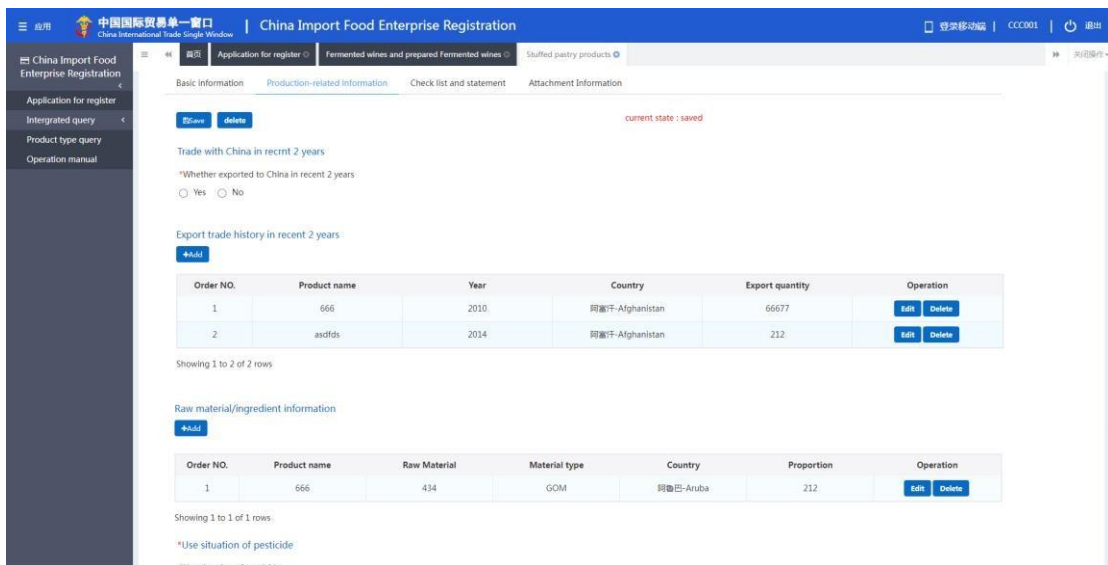 应用 中国国际贸易单一窗口 | China Import Food Enterprise Registration 登录移动端 | CCC001 | 退出
China International Trade Single Window
China Import Food Enterprise Registration
Application for register
Intergrated query
Product type query
Operation manual
首页 Application for register Fermented wines and prepared Fermented wines Stuffed pastry products 关闭操作
Basic information Production-related information Check list and statement Attachment Information
Save delete current state : saved
Trade with China in recrnt 2 years
*Whether exported to China in recent 2 years
Yes No
Export trade history in recent 2 years
+Add
Order NO. Product name Year Country Export quantity Operation
1 666 2010 阿富汗-Afghanistan 66677 Edit Delete
2 asdfds 2014 阿富汗-Afghanistan 212 Edit Delete
Showing 1 to 2 of 2 rows
Raw material/ingredient information
+Add
Order NO. Product name Raw Material Material type Country Proportion Operation
1 666 434 GOM 阿鲁巴-Aruba 212 Edit Delete
Showing 1 to 1 of 1 rows
*Use situation of pesticide